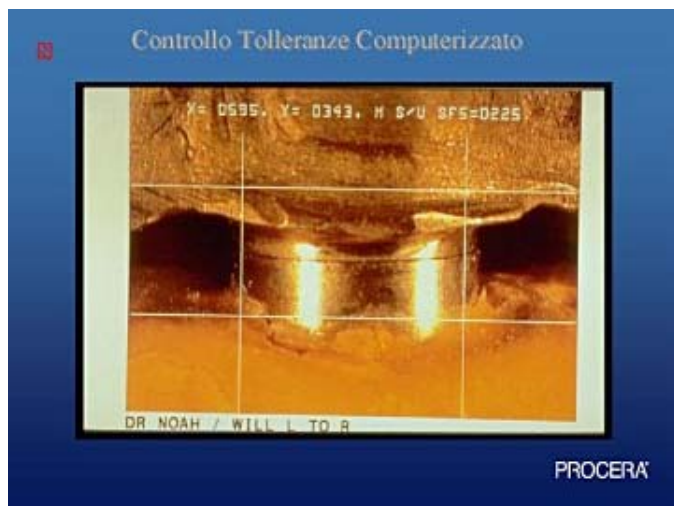 Controllo Tolleranze Computerizzato
X= 0595. Y= 0343. M S/U SFS=0225
DR NOAH / WILL L TO R
PROCERA